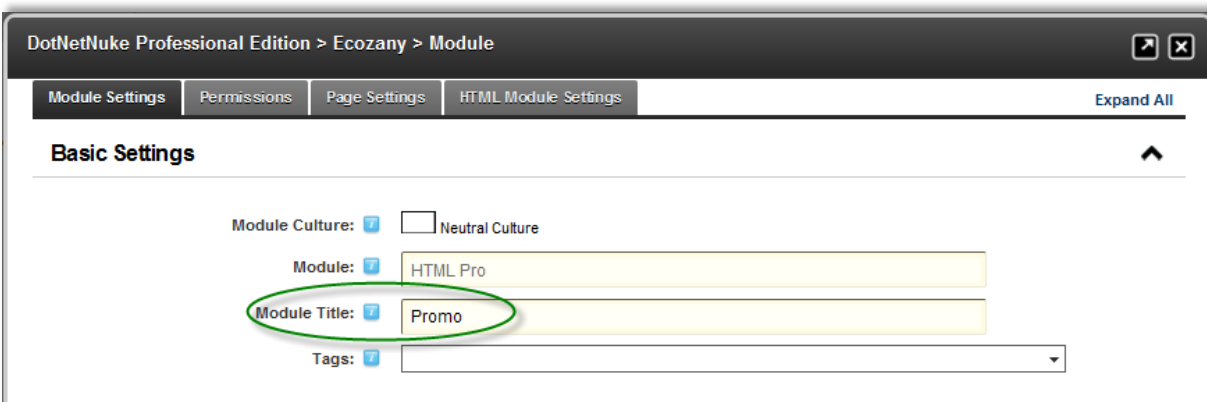 DotNetNuke Professional Edition > Ecozany > Module
Module Settings Permissions Page Settings HTML Module Settings Expand All
Basic Settings
Module Culture: Neutral Culture
Module: HTML Pro
Module Title: Promo
Tags: